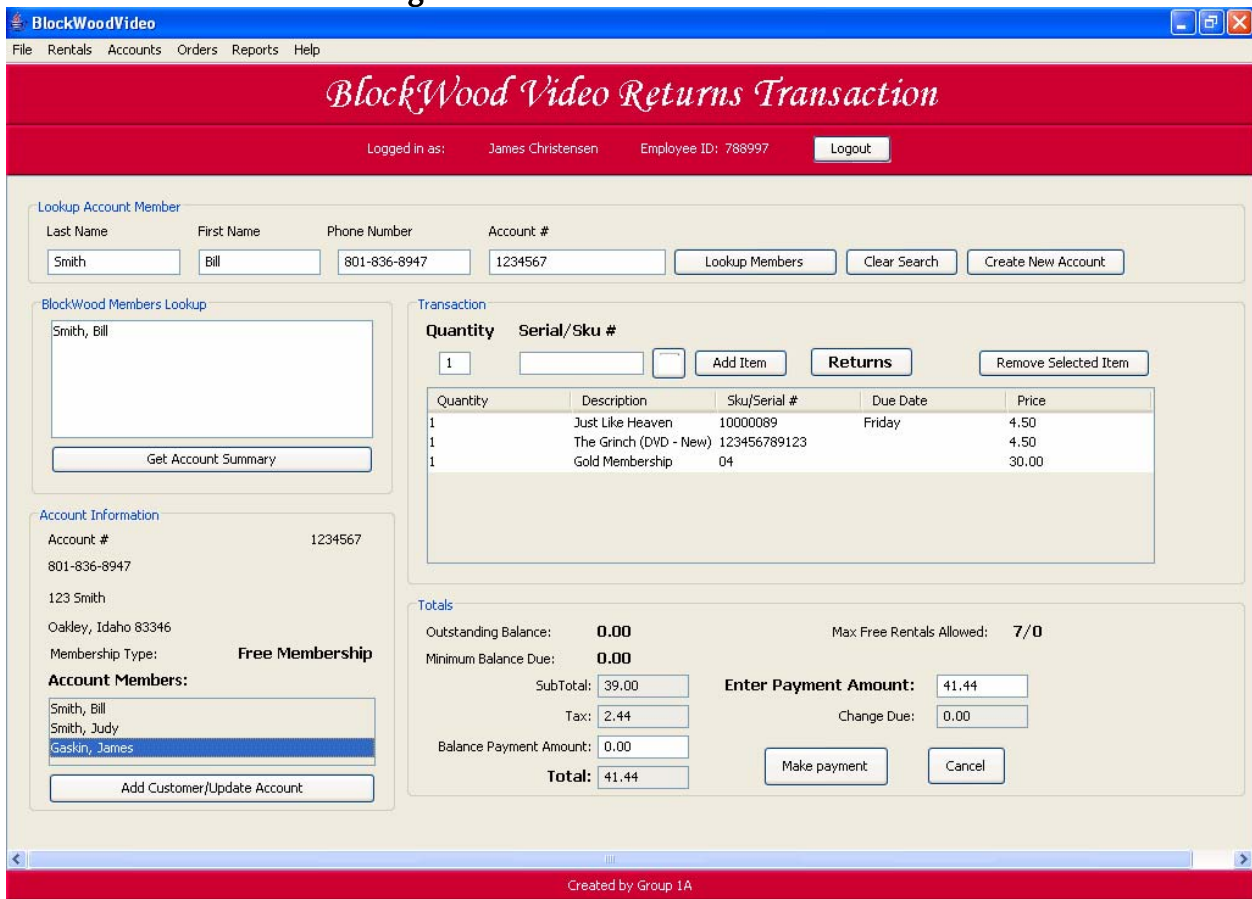 BlockWoodVideo
File Rentals Accounts Orders Reports Help
BlockWood Video Returns Transaction
Logged in as: James Christensen Employee ID: 788997 Logout
Lookup Account Member
Last Name First Name Phone Number Account #
Smith Bill 801-836-8947 1234567 Lookup Members Clear Search Create New Account
BlockWood Members Lookup
Smith, Bill
Get Account Summary
Transaction
Quantity Serial/Sku #
1 Add Item Returns Remove Selected Item
Quantity Description Sku/Serial # Due Date Price
1 Just Like Heaven 10000089 Friday 4.50
1 The Grinch (DVD - New) 123456789123 4.50
1 Gold Membership 04 30.00
Account Information
Account # 1234567
801-836-8947
123 Smith
Oakley, Idaho 83346
Membership Type: Free Membership
Account Members:
Smith, Bill
Smith, Judy
Gaskin, James
Add Customer/Update Account
Totals
Outstanding Balance: 0.00 Max Free Rentals Allowed: 7/0
Minimum Balance Due: 0.00
SubTotal: 39.00 Enter Payment Amount: 41.44
Tax: 2.44 Change Due: 0.00
Balance Payment Amount: 0.00
Total: 41.44 Make payment Cancel
Created by Group 1A